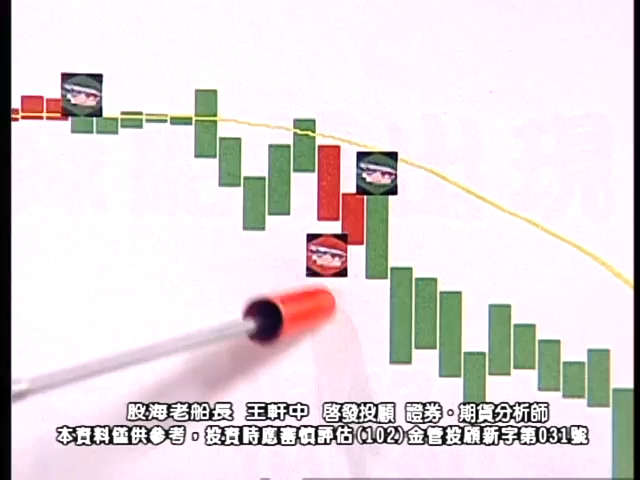 股海老船長 王軒中 啓發投顧 證券・期貨分析師
本資料僅供參考，投資時應審慎評估(102)金管投顧新字第031號